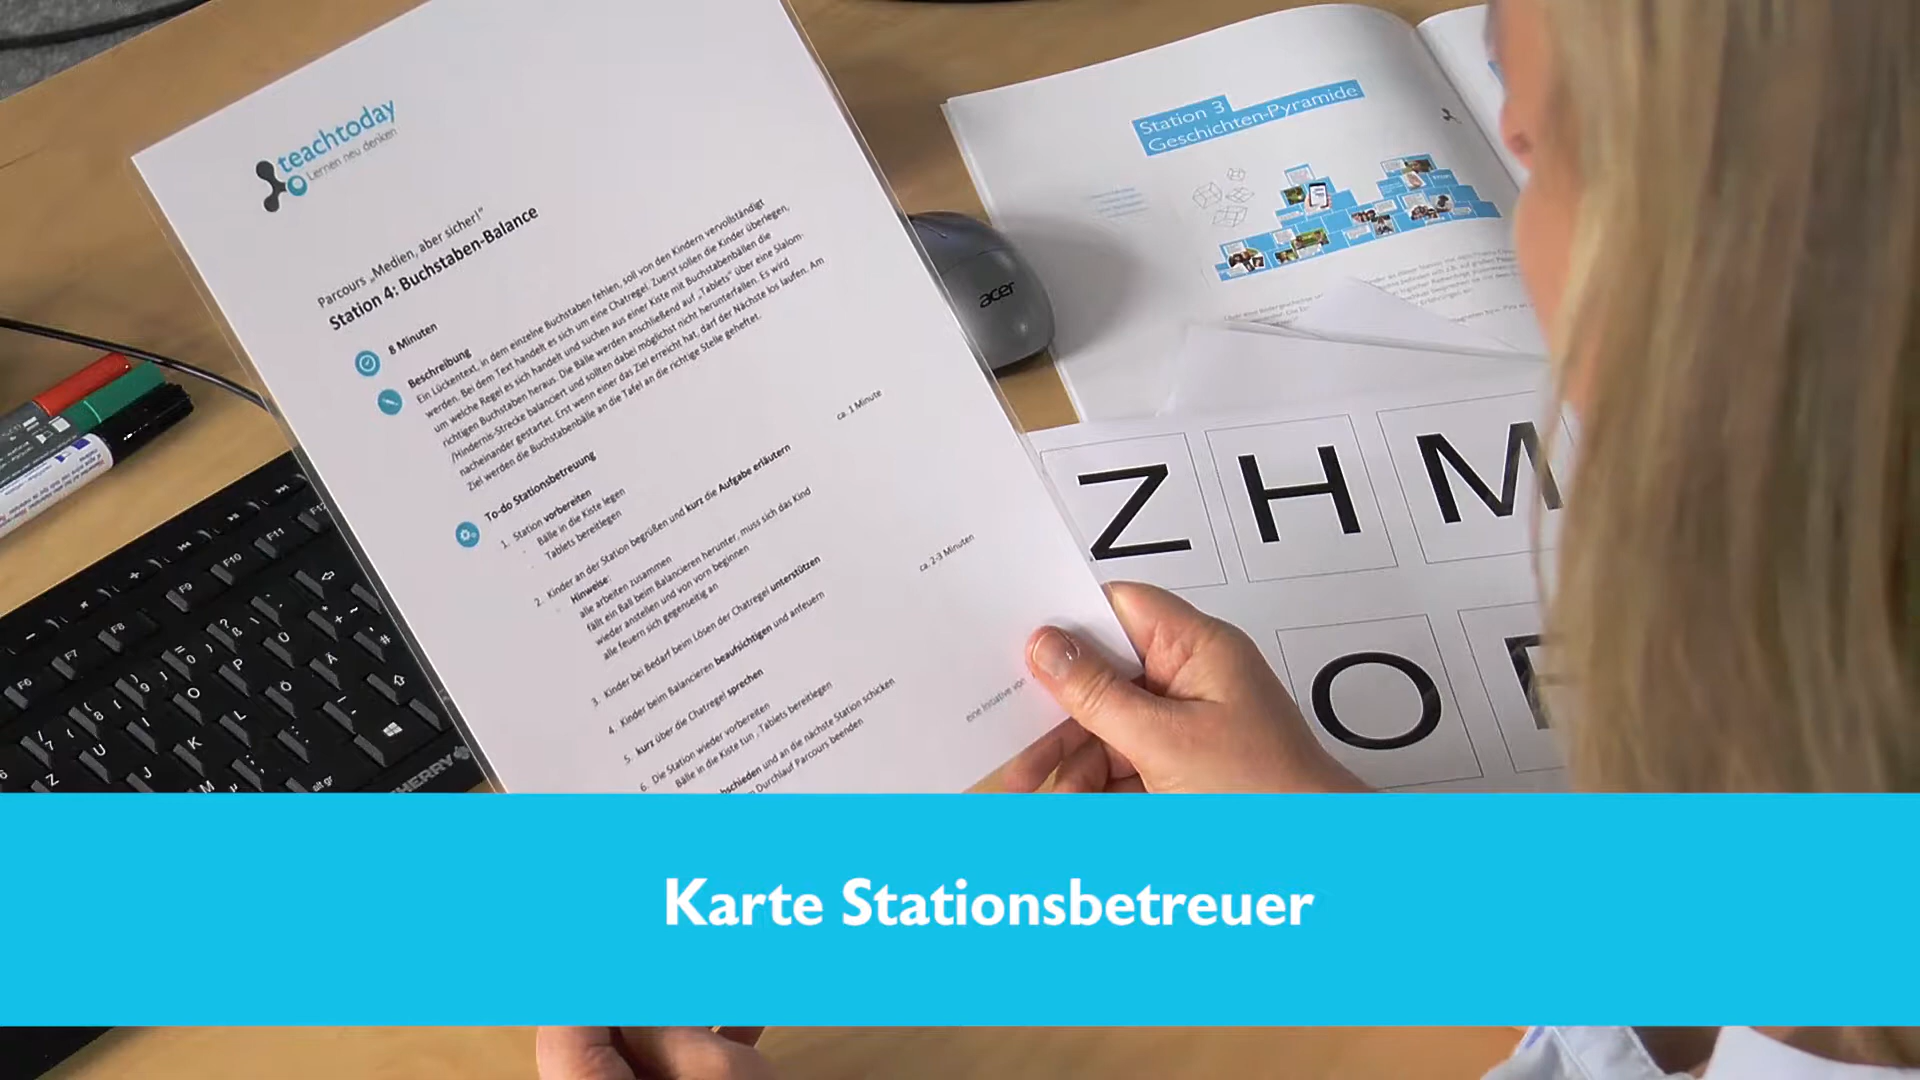 teachtoday
Lernen neu denken
Parcours „Medien, aber sicher!“
Station 4: Buchstaben-Balance
8 Minuten
Beschreibung
Ein Lückentext, in dem einzelne Buchstaben fehlen, soll von den Kindern vervollständigt
werden. Bei dem Text handelt es sich um eine Chatregel. Zuerst sollen die Kinder überlegen,
um welche Regel es sich handelt und suchen aus einer Kiste mit Buchstabenbällen die
richtigen Buchstaben heraus. Die Bälle werden anschließend auf „Tablets“ über eine Slalom-
/Hindernis-Strecke balanciert und sollten dabei möglichst nicht herunterfallen. Es wird
nacheinander gestartet. Erst wenn einer das Ziel erreicht hat, darf der Nächste los laufen. Am
Ziel werden die Buchstabenbälle an die Tafel an die richtige Stelle geheftet.
To-do Stationsbetreuung
1. Station vorbereiten
Bälle in die Kiste legen
Tablets bereitlegen
2. Kinder an der Station begrüßen und kurz die Aufgabe erläutern ca. 1 Minute
Hinweise:
alle arbeiten zusammen
fällt ein Ball beim Balancieren herunter, muss sich das Kind
wieder anstellen und von vorn beginnen
alle feuern sich gegenseitig an
3. Kinder bei Bedarf beim Lösen der Chatregel unterstützen ca. 2-3 Minuten
4. Kinder beim Balancieren beaufsichtigen und anfeuern
5. kurz über die Chatregel sprechen
6. Die Station wieder vorbereiten
Bälle in die Kiste tun, Tablets bereitlegen
bschieden und an die nächste Station schicken
Durchlauf Parcours beenden
eine Initiative von
Station 3
Geschichten-Pyramide
acer
Z H M
O
F12
F11
F10
F9
F8
F7
F6
CHERRY
alt gr
Karte Stationsbetreuer